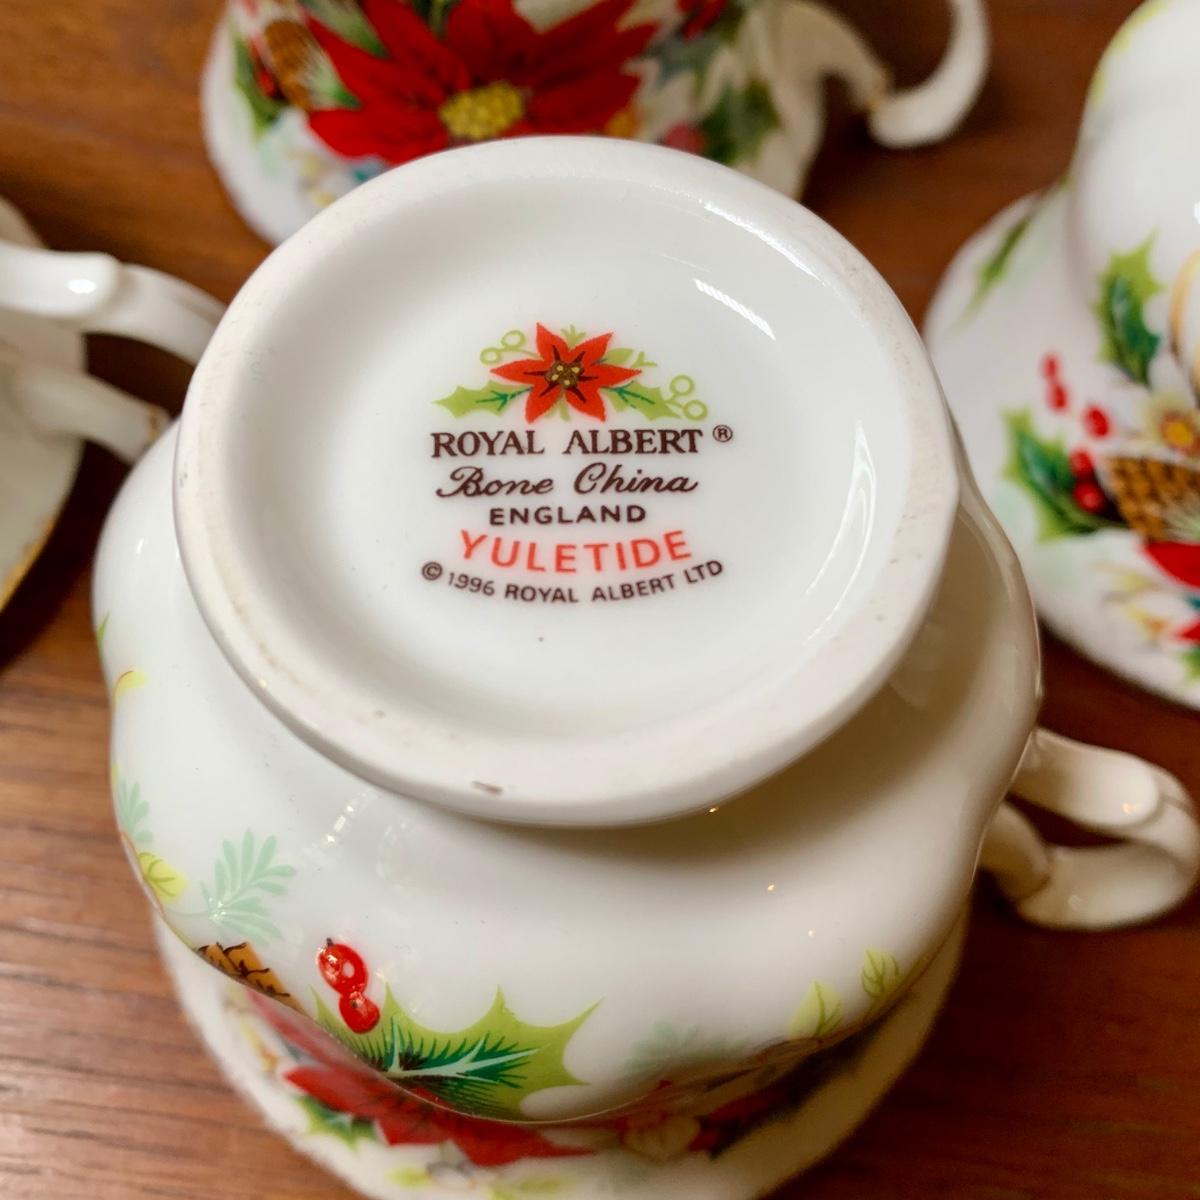 ROYAL ALBERT®
Bone China
ENGLAND
YULETIDE
© 1996 ROYAL ALBERT LTD